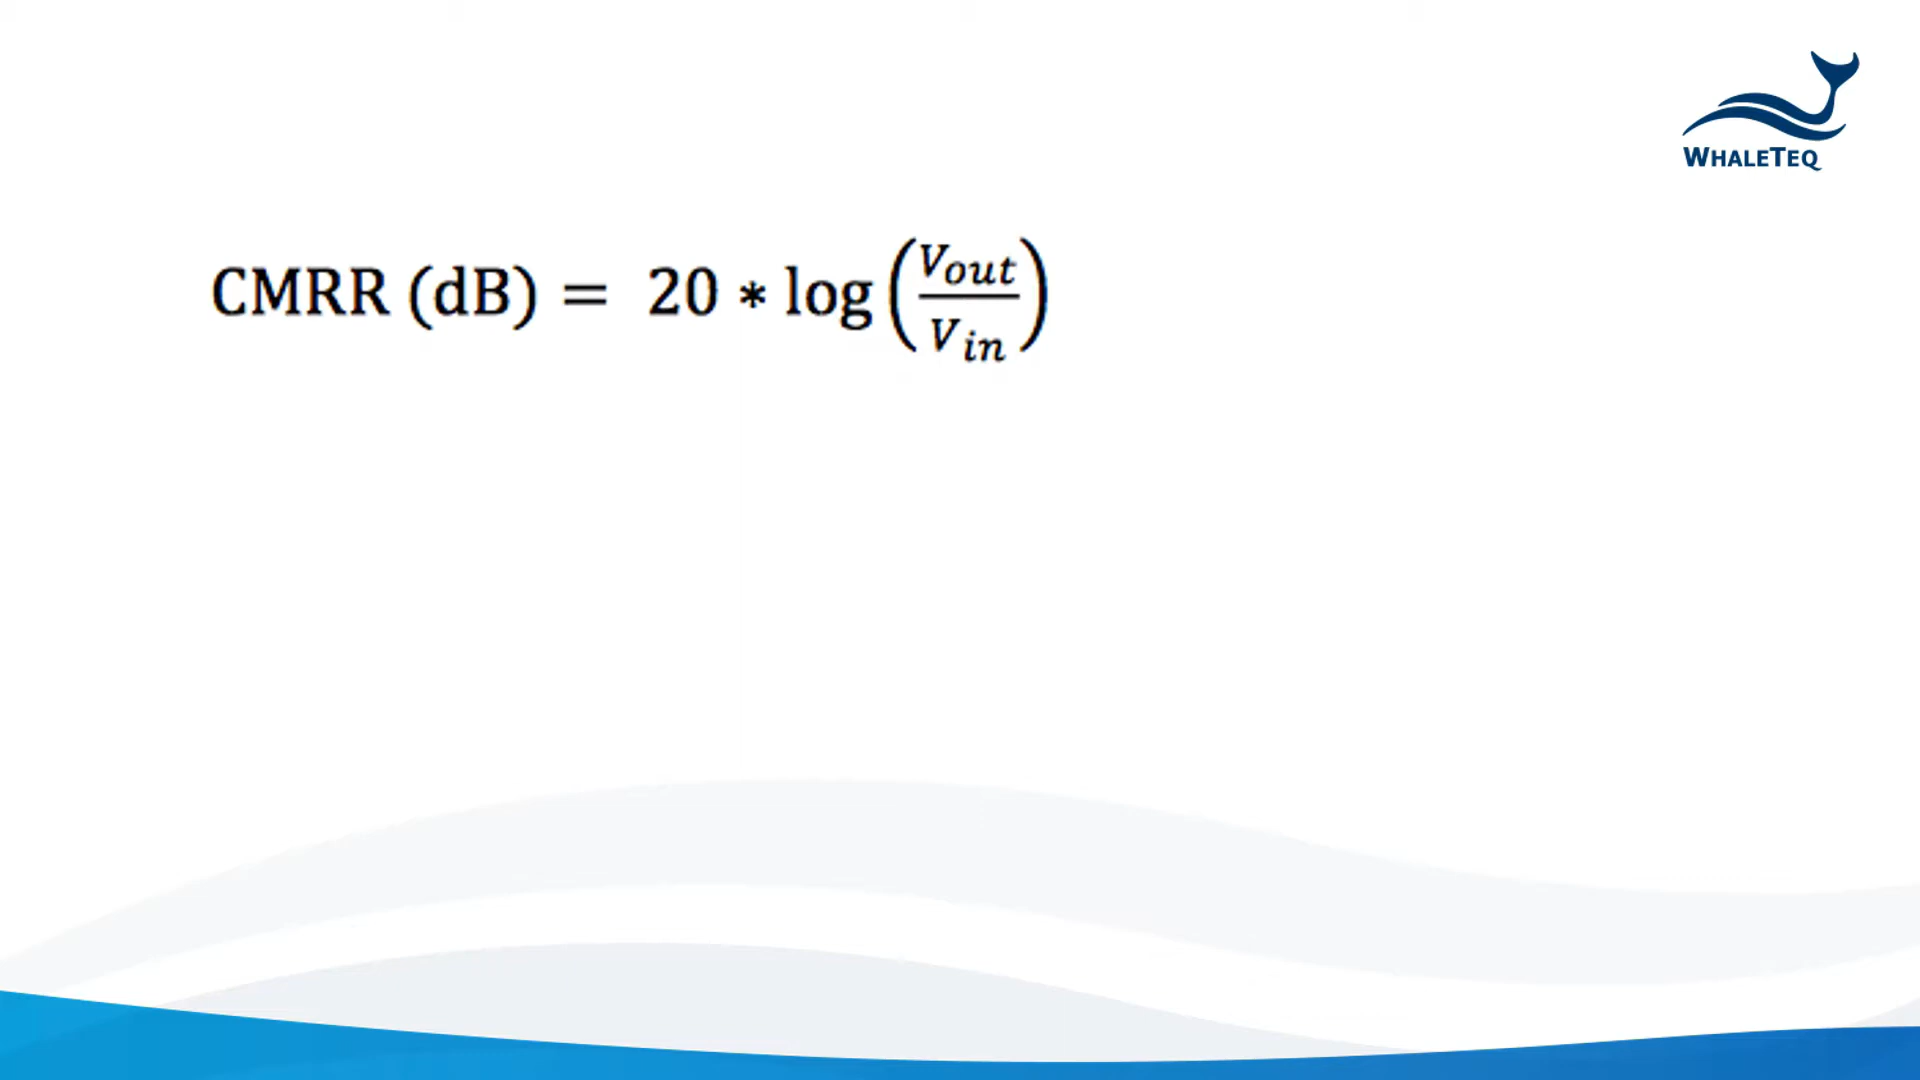 WHALETEQ
CMRR (dB) = 20 * log (Vout / Vin)